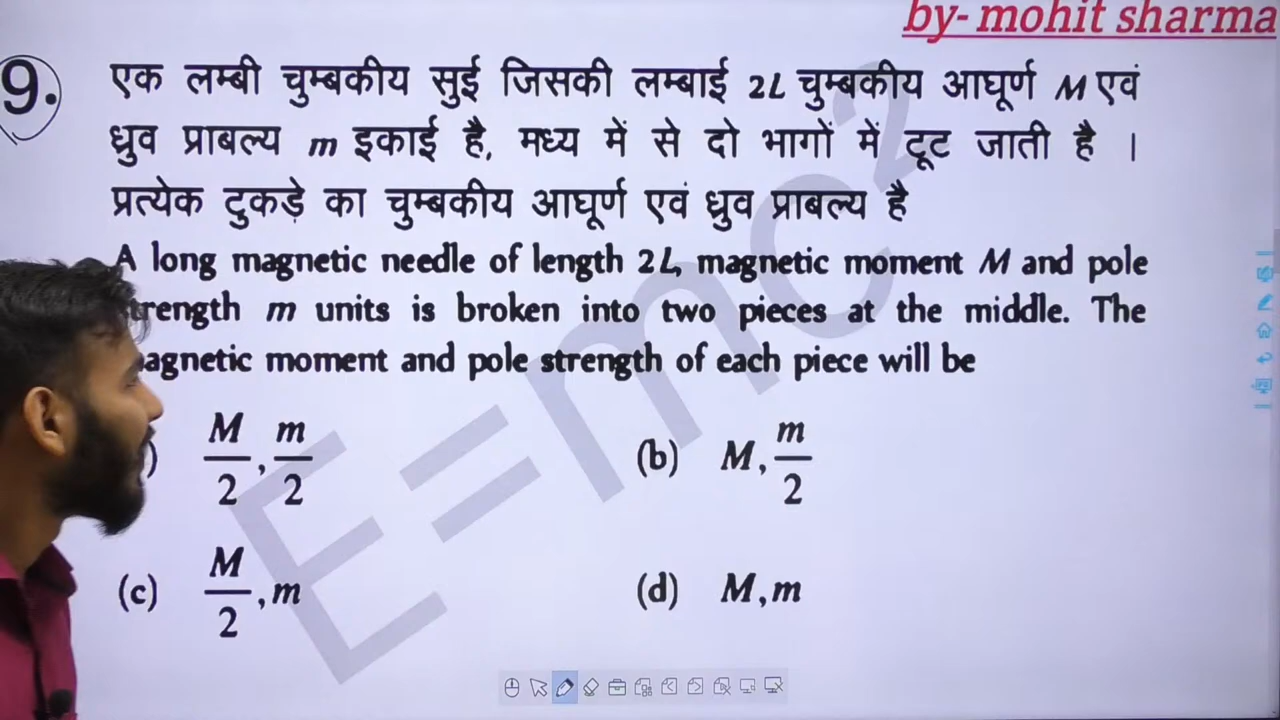 by- mohit sharma
9.
एक लम्बी चुम्बकीय सुई जिसकी लम्बाई 2L चुम्बकीय आघूर्ण M एवं
ध्रुव प्राबल्य m इकाई है, मध्य में से दो भागों में टूट जाती है ।
प्रत्येक टुकड़े का चुम्बकीय आघूर्ण एवं ध्रुव प्राबल्य है
A long magnetic needle of length 2L, magnetic moment M and pole
m units is broken into two pieces at the middle. The
moment and pole strength of each piece will be
) M/2, m/2
(b) M, m/2
(c) M/2, m
(d) M, m
E=mc²